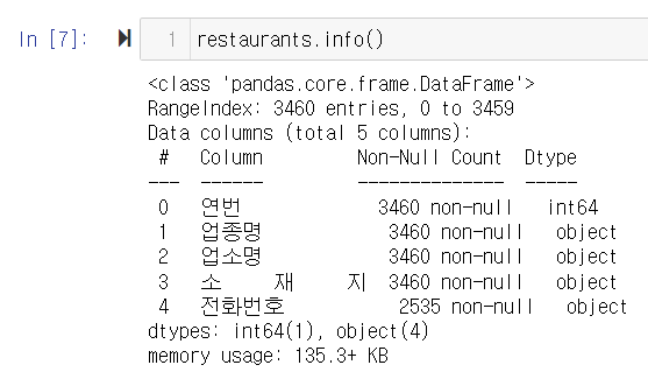 In [7]: 1 restaurants.info()
<class 'pandas.core.frame.DataFrame'>
RangeIndex: 3460 entries, 0 to 3459
Data columns (total 5 columns):
# Column Non-Null Count Dtype
--- ------ -------------- -----
0 연번 3460 non-null int64
1 업종명 3460 non-null object
2 업소명 3460 non-null object
3 소 재 지 3460 non-null object
4 전화번호 2535 non-null object
dtypes: int64(1), object(4)
memory usage: 135.3+ KB